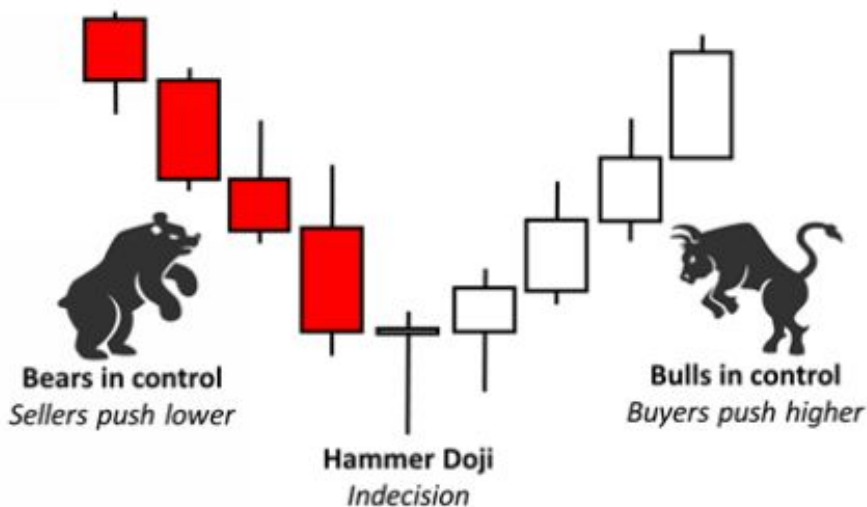 Bears in control
Sellers push lower
Bulls in control
Buyers push higher
Hammer Doji
Indecision